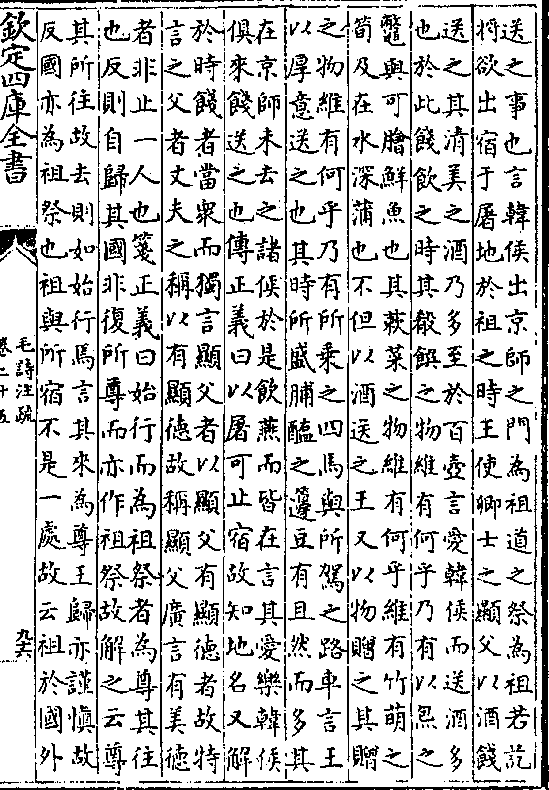 送之事也言韓侯出京師之門為祖道之祭為祖若訖
將欲出宿于屠地於祖之時王使卿士之顯父以酒餞
送之其清美之酒乃多至於百壺言愛韓侯而送酒多
也於此餞飲之時其殽饌之物維有何乎乃有以炰之
鼈與可膾鮮魚也其蔌菜之物維有何乎維有竹萌之
筍及在水深蒲也不但以酒送之王又以物贈之其贈
之物維有何乎乃有所乘之四馬與所駕之路車言王
以厚意送之也其時所盛脯醢之籩豆有且然而多其
在京師未去之諸侯於是飲燕而皆在言其愛樂韓侯
俱來餞送之也傳正義曰以屠可止宿故知地名又解
於時餞者當衆而獨言顯父者以顯父有顯德者故特
言之父者丈夫之稱以有顯德故稱顯父廣言有美德
者非止一人也箋正義曰始行而為祖祭者為尊其往
也反則自歸其國非復所尊而亦作祖祭故解之云尊
其所往故去則如始行焉言其來為尊王歸亦謹慎故
反國亦為祖祭也祖與所宿不是一處故云祖於國外
欽定四庫全書
毛詩注疏
卷二十五
九六